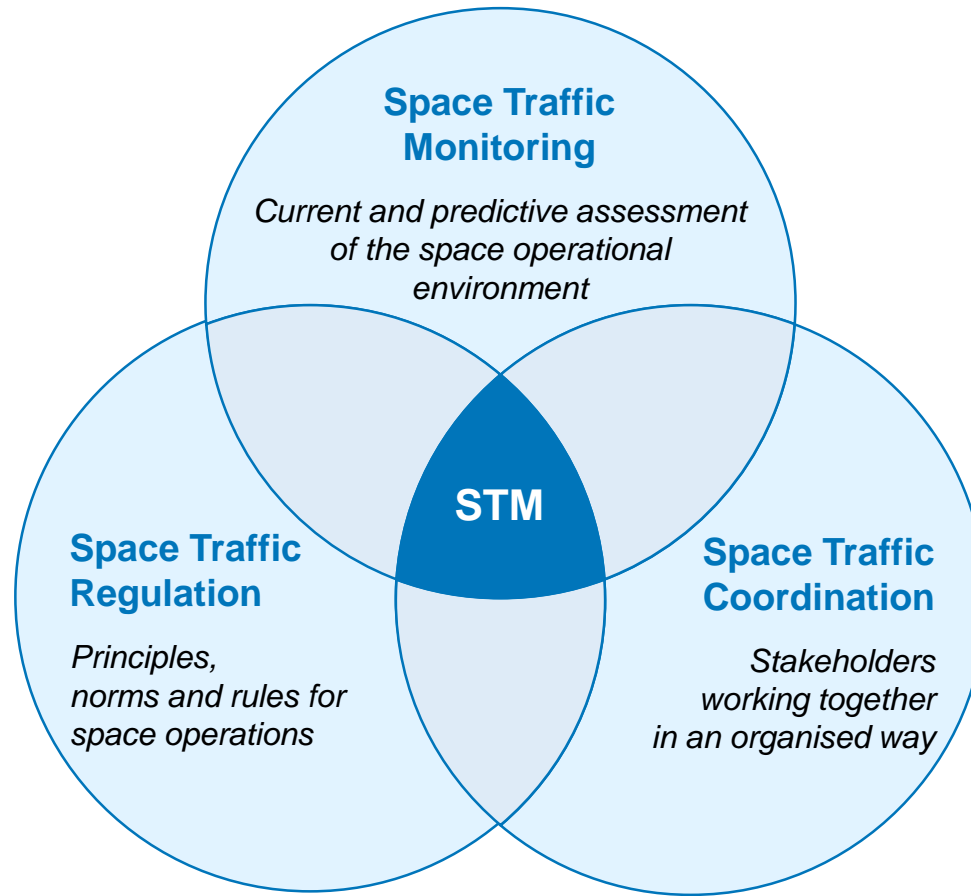 Space Traffic
Monitoring
Current and predictive assessment
of the space operational
environment
STM
Space Traffic
Regulation
Principles,
norms and rules for
space operations
Space Traffic
Coordination
Stakeholders
working together
in an organised way